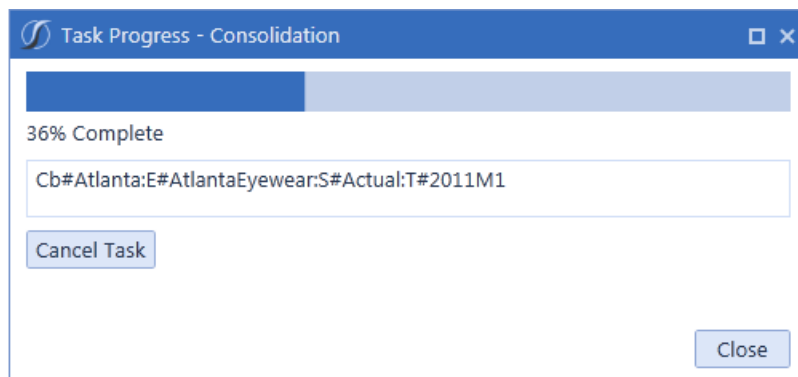 Task Progress - Consolidation
36% Complete
Cb#Atlanta:E#AtlantaEyewear:S#Actual:T#2011M1
Cancel Task
Close